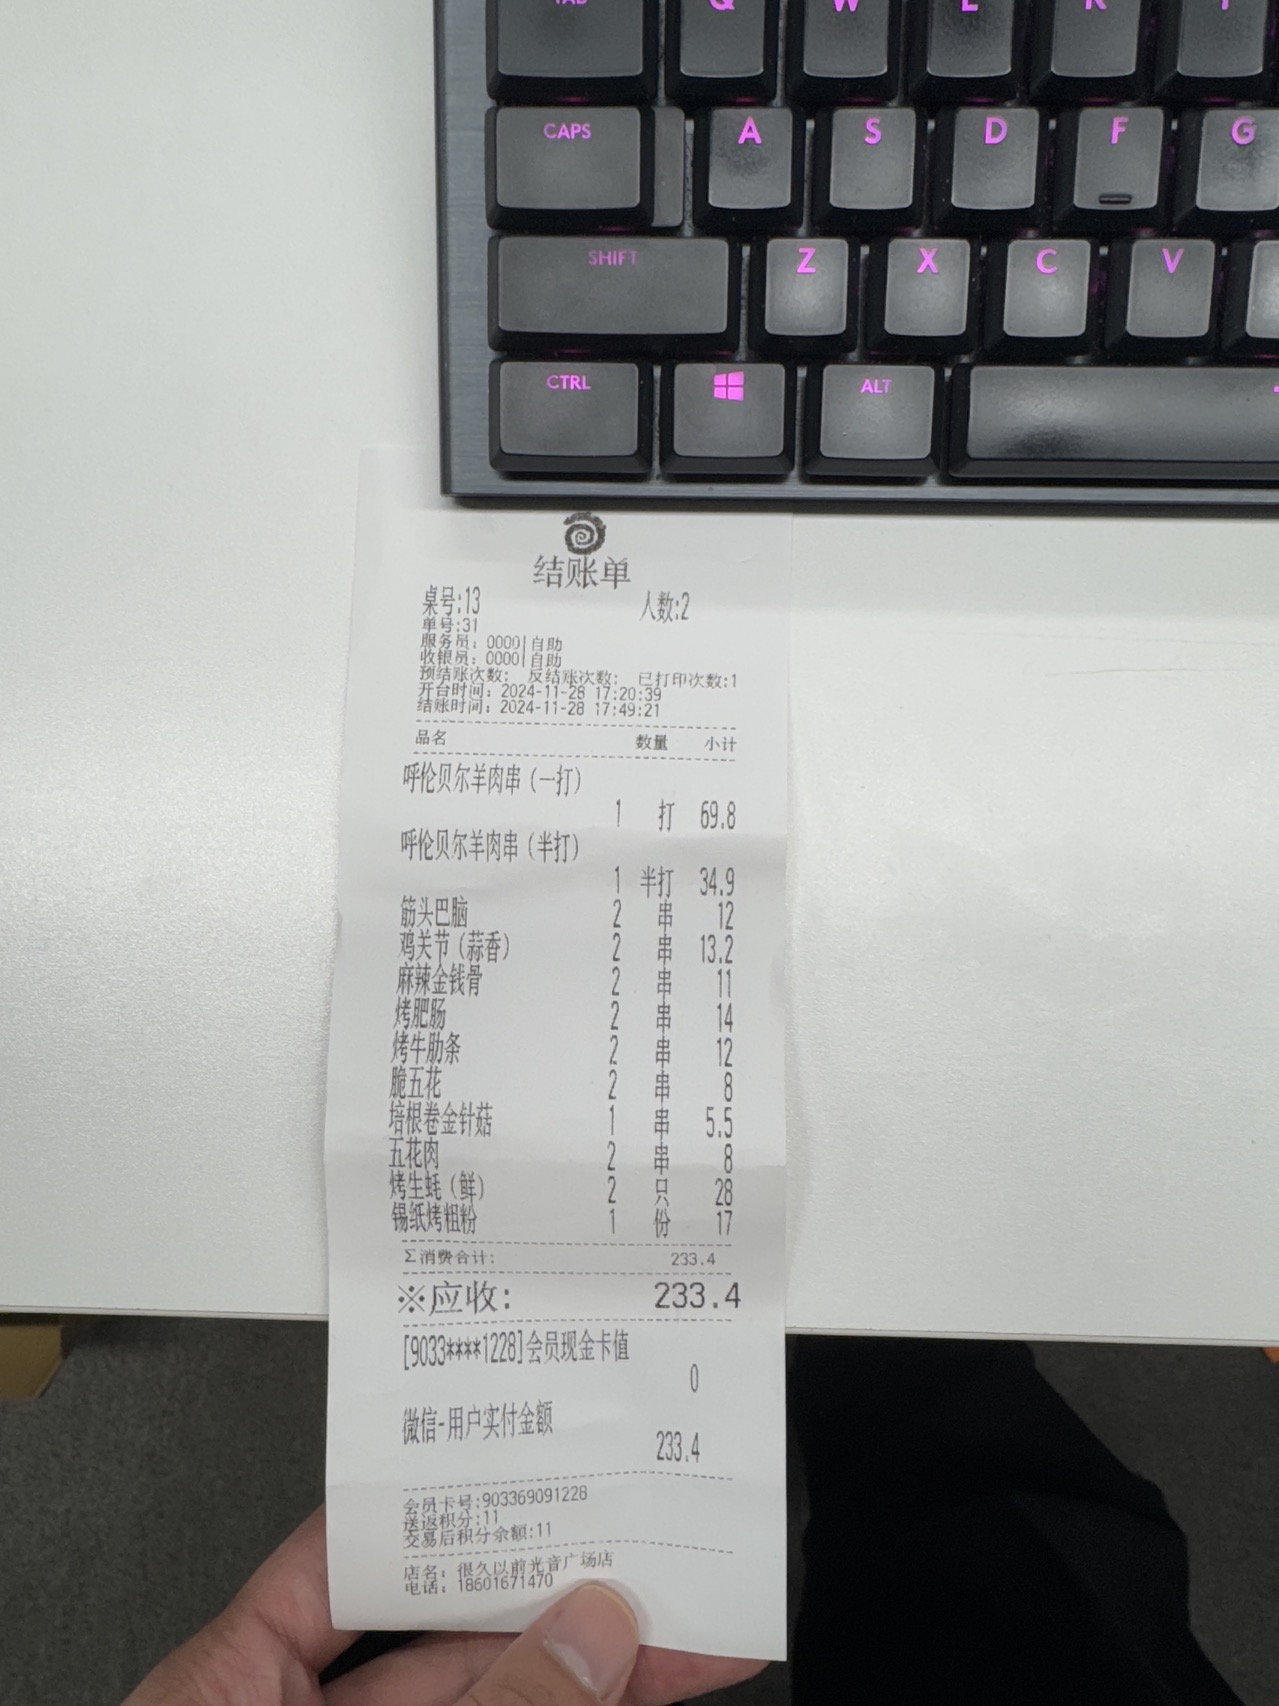 TAB Q W E R T
CAPS A S D F G
SHIFT Z X C V
CTRL ALT
结账单
桌号:13 人数:2
单号:31
服务员: 0000|自助
收银员: 0000|自助
预结账次数: 反结账次数: 已打印次数:1
开台时间: 2024-11-28 17:20:39
结账时间: 2024-11-28 17:49:21
品名 数量 小计
呼伦贝尔羊肉串(一打)
1 打 69.8
呼伦贝尔羊肉串(半打)
1 半打 34.9
筋头巴脑 2 串 12
鸡关节(蒜香) 2 串 13.2
麻辣金钱骨 2 串 11
烤肥肠 2 串 14
烤牛肋条 2 串 12
脆五花 2 串 8
培根卷金针菇 1 串 5.5
五花肉 2 串 8
烤生蚝(鲜) 2 只 28
锡纸烤粗粉 1 份 17
Σ消费合计: 233.4
※应收: 233.4
[9033****1228]会员现金卡值
0
微信-用户实付金额
233.4
会员卡号:903369091228
送返积分:11
交易后积分余额:11
店名: 很久以前光音广场店
电话: 18601671470